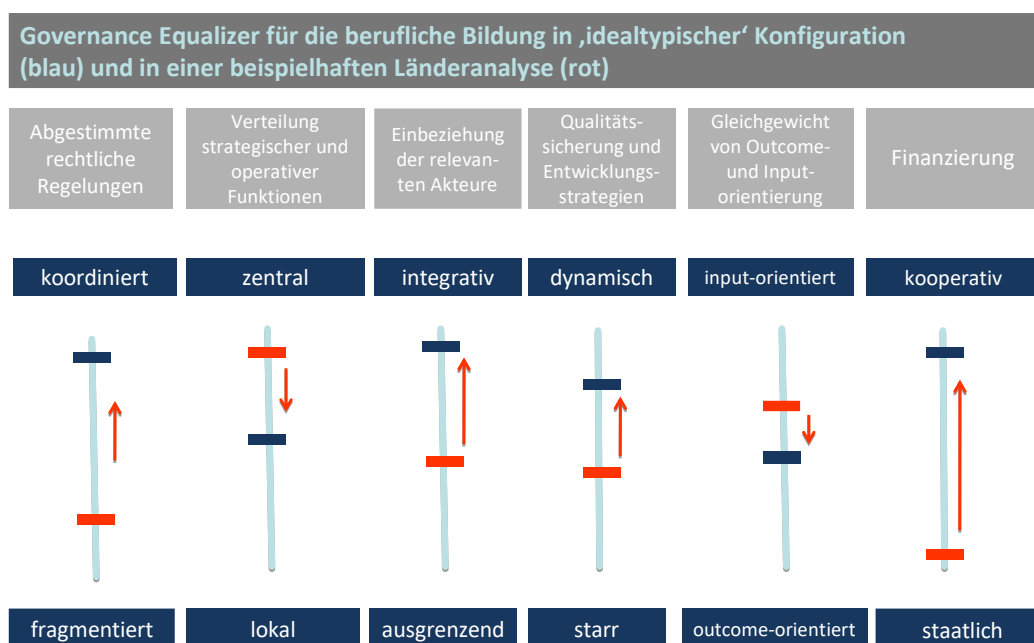 Governance Equalizer für die berufliche Bildung in ‚idealtypischer‘ Konfiguration
(blau) und in einer beispielhaften Länderanalyse (rot)
Abgestimmte
rechtliche
Regelungen
Verteilung
strategischer und
operativer
Funktionen
Einbeziehung
der relevan-
ten Akteure
Qualitäts-
sicherung und
Entwicklungs-
strategien
Gleichgewicht
von Outcome-
und Input-
orientierung
Finanzierung
koordiniert
zentral
integrativ
dynamisch
input-orientiert
kooperativ
fragmentiert
lokal
ausgrenzend
starr
outcome-orientiert
staatlich